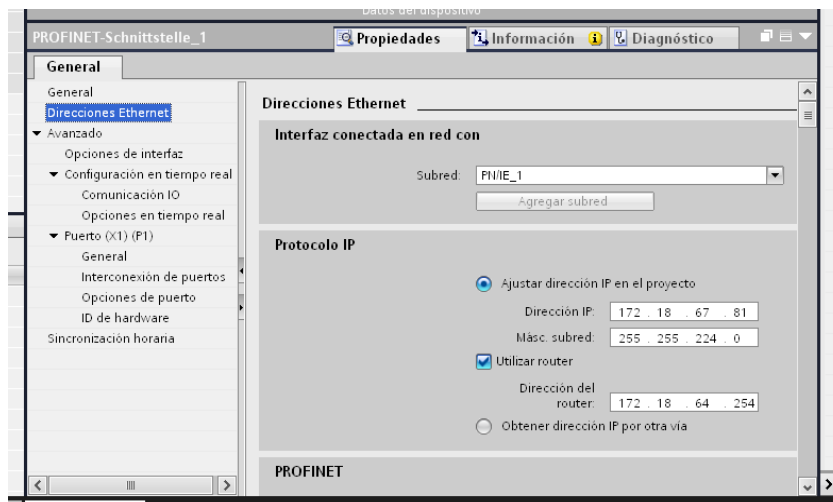 Datos del dispositivo
PROFINET-Schnittstelle_1
Propiedades
Información
Diagnóstico
General
General
Direcciones Ethernet
Avanzado
Opciones de interfaz
Configuración en tiempo real
Comunicación IO
Opciones en tiempo real
Puerto (X1) (P1)
General
Interconexión de puertos
Opciones de puerto
ID de hardware
Sincronización horaria
Direcciones Ethernet
Interfaz conectada en red con
Subred: PN/IE_1
Agregar subred
Protocolo IP
Ajustar dirección IP en el proyecto
Dirección IP: 172 . 18 . 67 . 81
Másc. subred: 255 . 255 . 224 . 0
Utilizar router
Dirección del
router: 172 . 18 . 64 . 254
Obtener dirección IP por otra vía
PROFINET